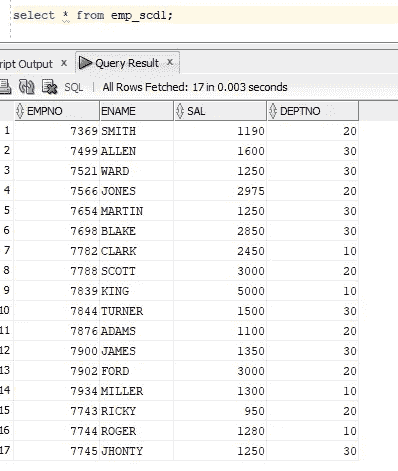 select * from emp_scd1;
ript Output x Query Result x
SQL | All Rows Fetched: 17 in 0.003 seconds
EMPNO ENAME SAL DEPTNO
1 7369 SMITH 1190 20
2 7499 ALLEN 1600 30
3 7521 WARD 1250 30
4 7566 JONES 2975 20
5 7654 MARTIN 1250 30
6 7698 BLAKE 2850 30
7 7782 CLARK 2450 10
8 7788 SCOTT 3000 20
9 7839 KING 5000 10
10 7844 TURNER 1500 30
11 7876 ADAMS 1100 20
12 7900 JAMES 1350 30
13 7902 FORD 3000 20
14 7934 MILLER 1300 10
15 7743 RICKY 950 20
16 7744 ROGER 1280 10
17 7745 JHONTY 1250 30